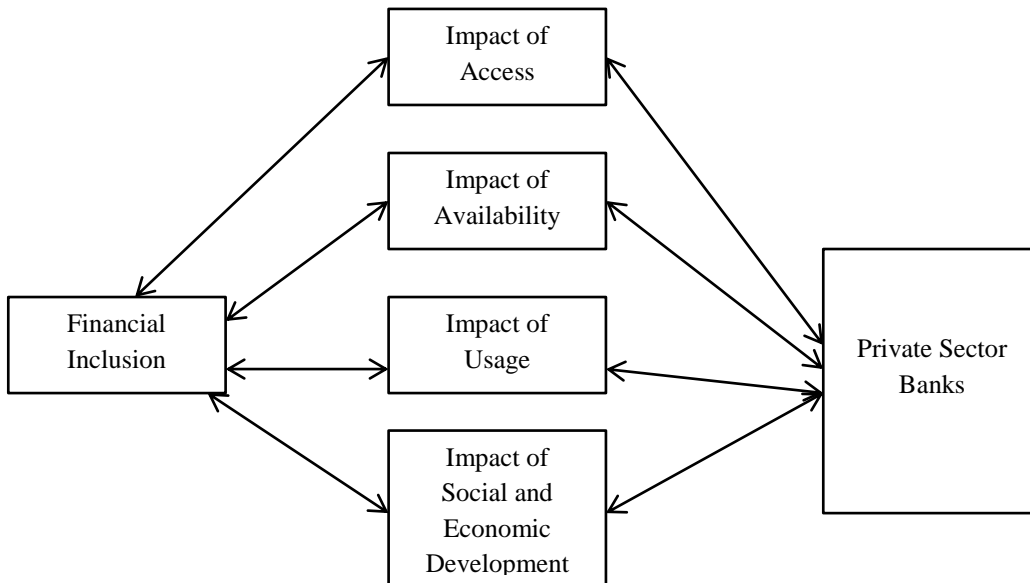 Impact of
Access
Impact of
Availability
Financial
Inclusion
Impact of
Usage
Private Sector
Banks
Impact of
Social and
Economic
Development